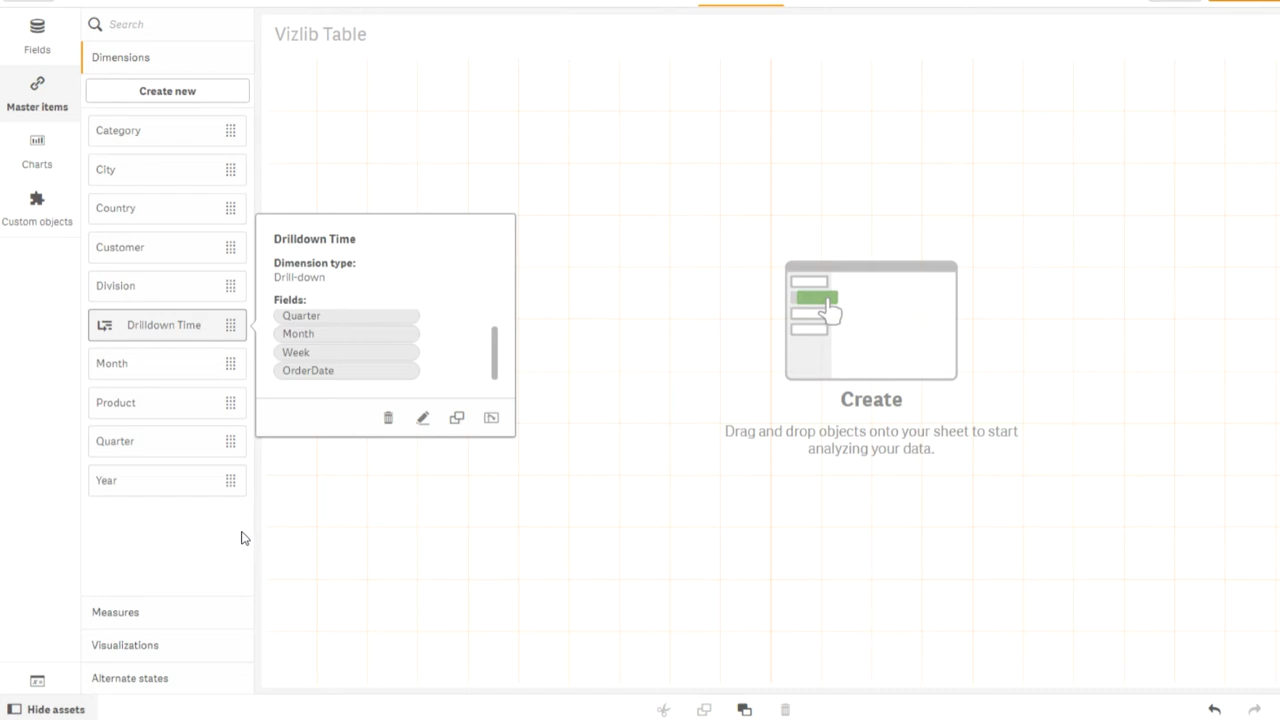 Fields
Master items
Charts
Custom objects
Search
Dimensions
Create new
Category
City
Country
Customer
Division
Drilldown Time
Month
Product
Quarter
Year
Measures
Visualizations
Alternate states
Hide assets
Vizlib Table
Drilldown Time
Dimension type:
Drill-down
Fields:
Quarter
Month
Week
OrderDate
Create
Drag and drop objects onto your sheet to start
analyzing your data.